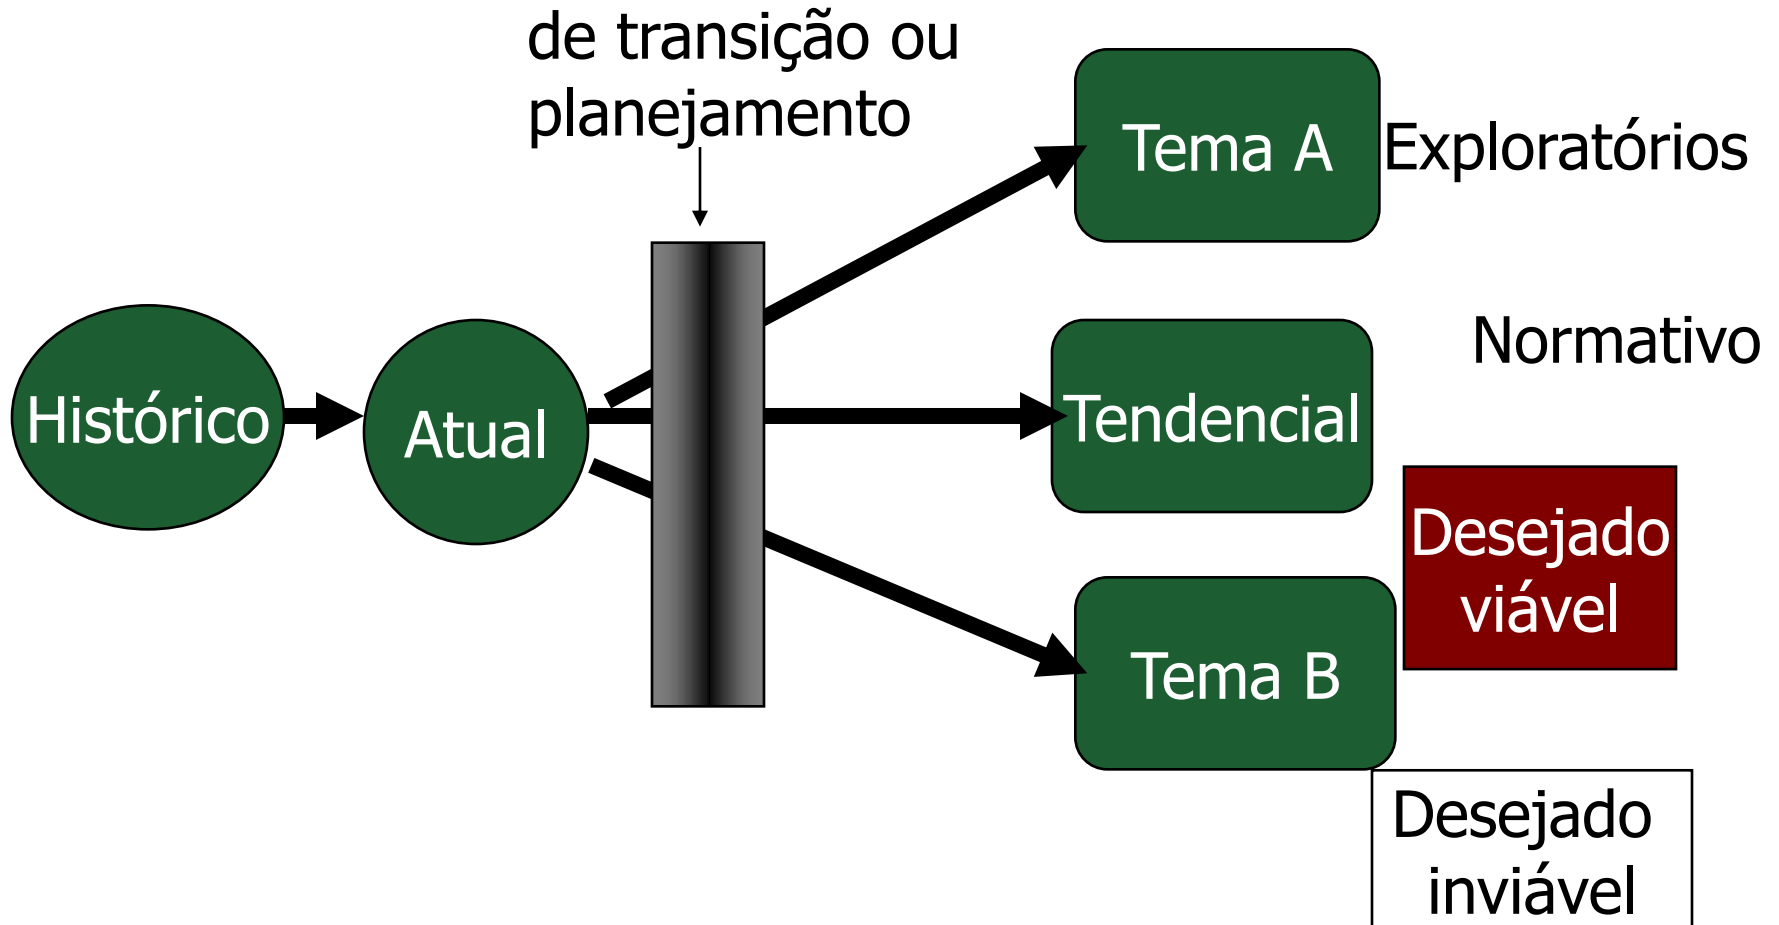 de transição ou
planejamento
Tema A
Exploratórios
Normativo
Histórico
Atual
Tendencial
Desejado
viável
Tema B
Desejado
inviável